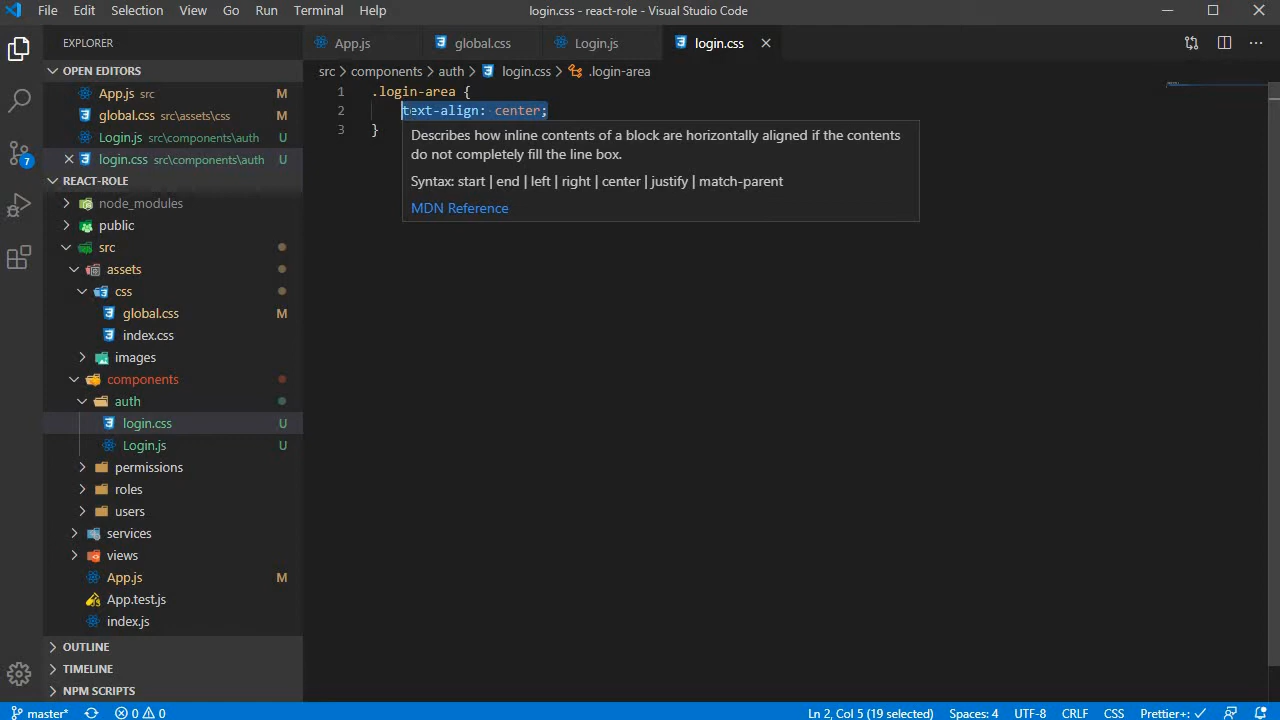 File Edit Selection View Go Run Terminal Help login.css - react-role - Visual Studio Code
EXPLORER
App.js global.css Login.js login.css
OPEN EDITORS
src components auth login.css .login-area
App.js src M
global.css src\assets\css M
Login.js src\components\auth U
login.css src\components\auth U
1 .login-area {
2 text-align: center;
3 }
Describes how inline contents of a block are horizontally aligned if the contents
do not completely fill the line box.
Syntax: start | end | left | right | center | justify | match-parent
MDN Reference
7
REACT-ROLE
node_modules
public
src
assets
css
global.css M
index.css
images
components
auth
login.css U
Login.js U
permissions
roles
users
services
views
App.js M
App.test.js
index.js
OUTLINE
TIMELINE
NPM SCRIPTS
master* 0 0 Ln 2, Col 5 (19 selected) Spaces: 4 UTF-8 CRLF CSS Prettier+: